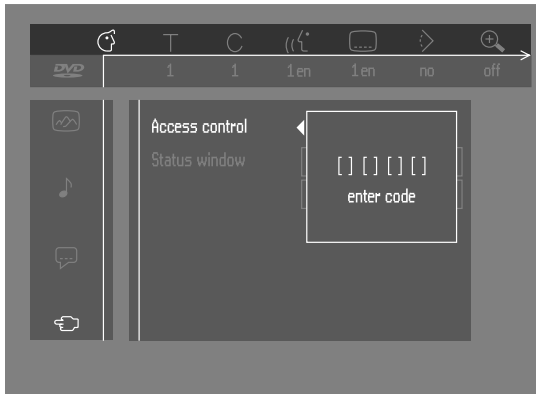 T C
DVD 1 1 1en 1en no off
Access control
Status window
[ ] [ ] [ ] [ ]
enter code